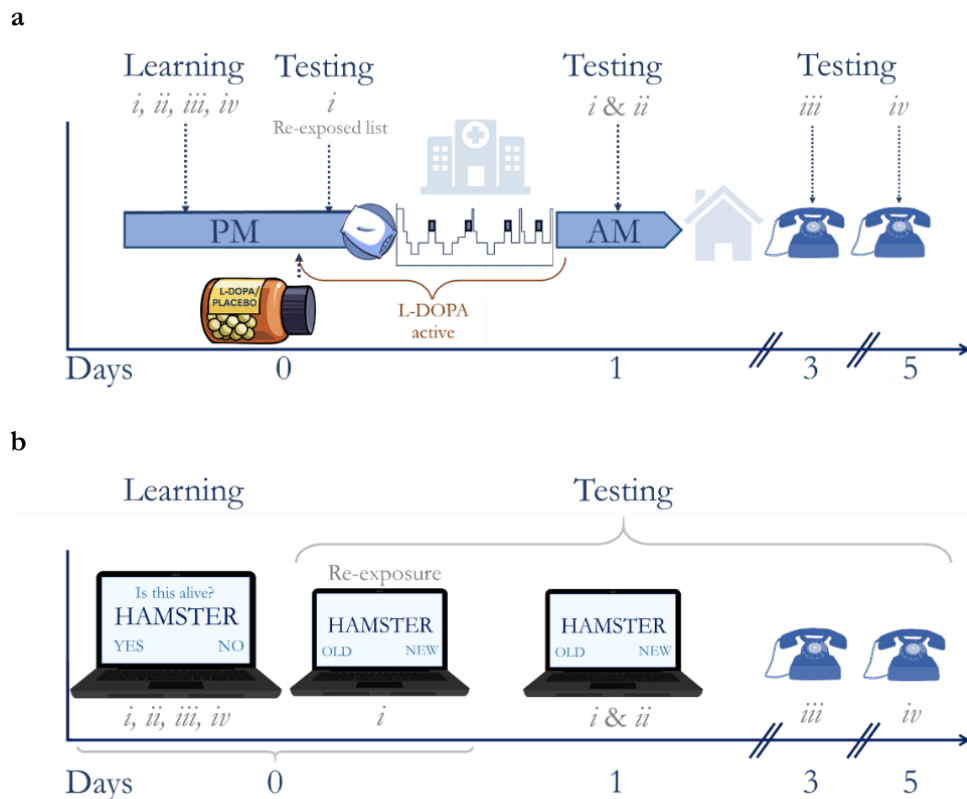 a
Learning
Testing
Testing
Testing
i, ii, iii, iv
i
Re-exposed list
i & ii
iii
iv
PM
AM
L-DOPA/
PLACEBO
L-DOPA
active
Days
0
1
3
5
b
Learning
Testing
Re-exposure
Is this alive?
HAMSTER
YES
NO
HAMSTER
OLD
NEW
HAMSTER
OLD
NEW
i, ii, iii, iv
i
i & ii
iii
iv
Days
0
1
3
5